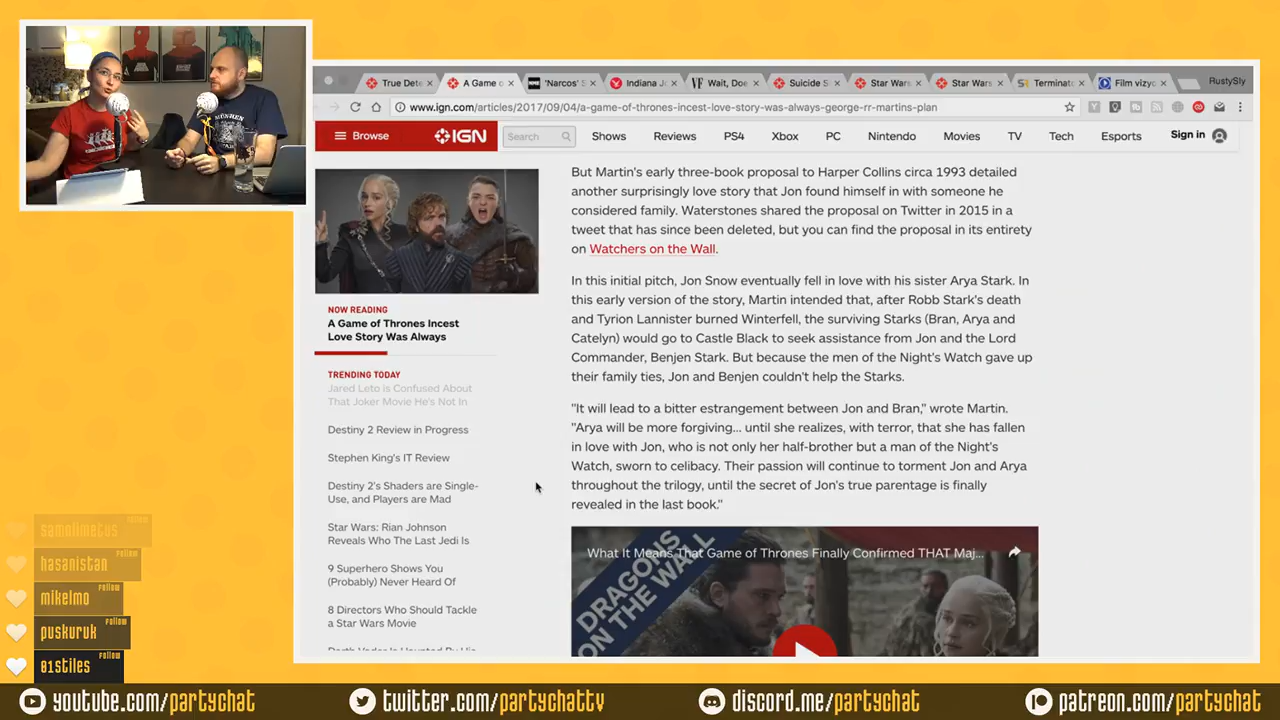 True Dete
A Game o
'Narcos' S
Indiana Jo
Wait, Doe
Suicide S
Star Wars
Star Wars
Terminato
Film vizyo
RustySly
www.ign.com/articles/2017/09/04/a-game-of-thrones-incest-love-story-was-always-george-rr-martins-plan
Browse
IGN
Search
Shows
Reviews
PS4
Xbox
PC
Nintendo
Movies
TV
Tech
Esports
Sign in
MÜNCHEN
NOW READING
A Game of Thrones Incest
Love Story Was Always
TRENDING TODAY
Jared Leto Is Confused About
That Joker Movie He's Not In
Destiny 2 Review in Progress
Stephen King's IT Review
Destiny 2's Shaders are Single-
Use, and Players are Mad
Star Wars: Rian Johnson
Reveals Who The Last Jedi Is
9 Superhero Shows You
(Probably) Never Heard Of
8 Directors Who Should Tackle
a Star Wars Movie
Darth Vader Is Haunted By His
But Martin's early three-book proposal to Harper Collins circa 1993 detailed
another surprisingly love story that Jon found himself in with someone he
considered family. Waterstones shared the proposal on Twitter in 2015 in a
tweet that has since been deleted, but you can find the proposal in its entirety
on Watchers on the Wall.
In this initial pitch, Jon Snow eventually fell in love with his sister Arya Stark. In
this early version of the story, Martin intended that, after Robb Stark's death
and Tyrion Lannister burned Winterfell, the surviving Starks (Bran, Arya and
Catelyn) would go to Castle Black to seek assistance from Jon and the Lord
Commander, Benjen Stark. But because the men of the Night's Watch gave up
their family ties, Jon and Benjen couldn't help the Starks.
"It will lead to a bitter estrangement between Jon and Bran," wrote Martin.
"Arya will be more forgiving... until she realizes, with terror, that she has fallen
in love with Jon, who is not only her half-brother but a man of the Night's
Watch, sworn to celibacy. Their passion will continue to torment Jon and Arya
throughout the trilogy, until the secret of Jon's true parentage is finally
revealed in the last book."
What It Means That Game of Thrones Finally Confirmed THAT Maj...
DRAGONS
ON THE WALL
follow
samolimetus
follow
hasanistan
follow
mikelmo
follow
puskuruk
follow
01stiles
youtube.com/partychat
twitter.com/partychattv
discord.me/partychat
patreon.com/partychat